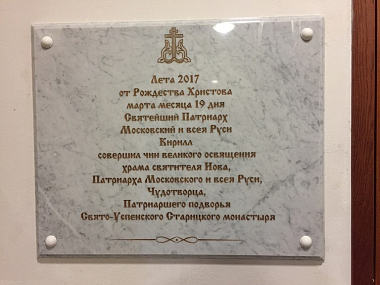 Лета 2017
от Рождества Христова
марта месяца 19 дня
Святейший Патриарх
Московский и всея Руси
Кирилл
совершил чин великого освящения
храма святителя Иова,
Патриарха Московского и всея Руси,
Чудотворца,
Патриаршего подворья
Свято-Успенского Старицкого монастыря